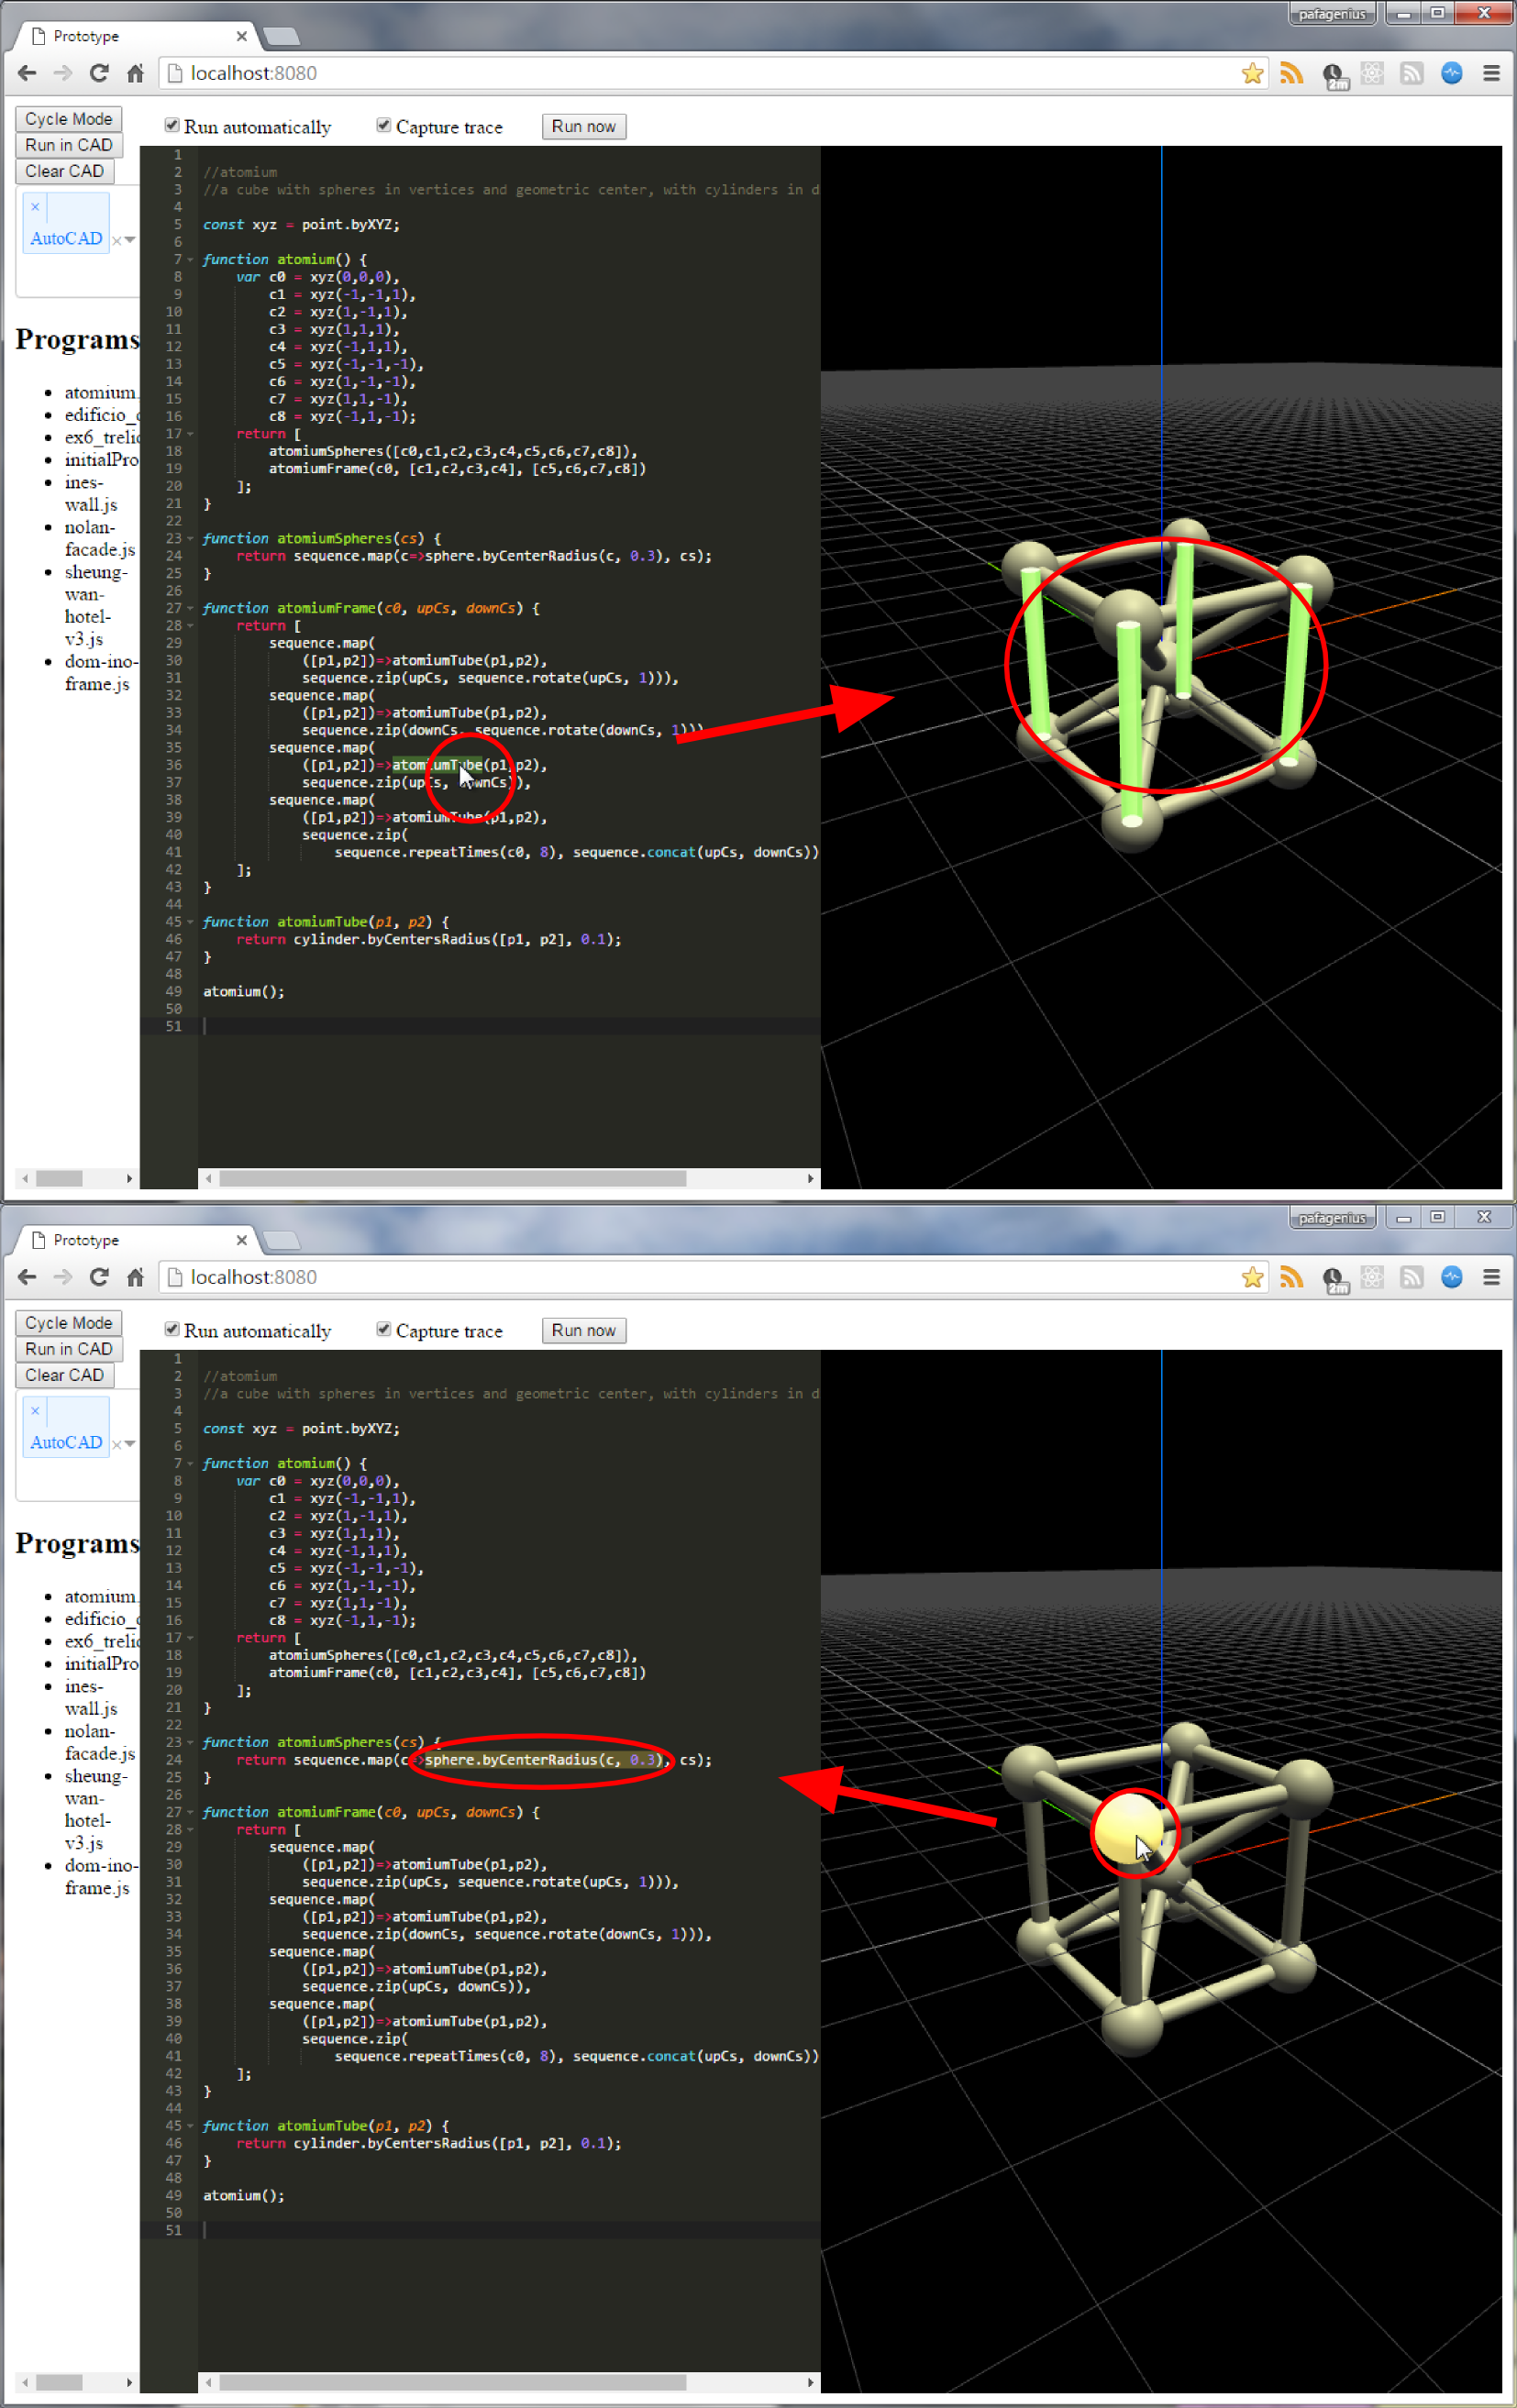 pafagenius
Prototype
localhost:8080
2m
Cycle Mode
Run in CAD
Clear CAD
× AutoCAD ×
Programs
atomium.
edificio_
ex6_treli
initialPro
ines-
wall.js
nolan-
facade.js
sheung-
wan-
hotel-
v3.js
dom-ino-
frame.js
Run automatically Capture trace Run now
1
2 //atomium
3 //a cube with spheres in vertices and geometric center, with cylinders in d
4
5 const xyz = point.byXYZ;
6
7 function atomium() {
8 var c0 = xyz(0,0,0),
9 c1 = xyz(-1,-1,1),
10 c2 = xyz(1,-1,1),
11 c3 = xyz(1,1,1),
12 c4 = xyz(-1,1,1),
13 c5 = xyz(-1,-1,-1),
14 c6 = xyz(1,-1,-1),
15 c7 = xyz(1,1,-1),
16 c8 = xyz(-1,1,-1);
17 return [
18 atomiumSpheres([c0,c1,c2,c3,c4,c5,c6,c7,c8]),
19 atomiumFrame(c0, [c1,c2,c3,c4], [c5,c6,c7,c8])
20 ];
21 }
22
23 function atomiumSpheres(cs) {
24 return sequence.map(c=>sphere.byCenterRadius(c, 0.3), cs);
25 }
26
27 function atomiumFrame(c0, upCs, downCs) {
28 return [
29 sequence.map(
30 ([p1,p2])=>atomiumTube(p1,p2),
31 sequence.zip(upCs, sequence.rotate(upCs, 1))),
32 sequence.map(
33 ([p1,p2])=>atomiumTube(p1,p2),
34 sequence.zip(downCs, sequence.rotate(downCs, 1))),
35 sequence.map(
36 ([p1,p2])=>atomiumTube(p1,p2),
37 sequence.zip(upCs, downCs)),
38 sequence.map(
39 ([p1,p2])=>atomiumTube(p1,p2),
40 sequence.zip(
41 sequence.repeatTimes(c0, 8), sequence.concat(upCs, downCs))
42 ];
43 }
44
45 function atomiumTube(p1, p2) {
46 return cylinder.byCentersRadius([p1, p2], 0.1);
47 }
48
49 atomium();
50
51
pafagenius
Prototype
localhost:8080
2m
Cycle Mode
Run in CAD
Clear CAD
× AutoCAD ×
Programs
atomium.
edificio_
ex6_treli
initialPro
ines-
wall.js
nolan-
facade.js
sheung-
wan-
hotel-
v3.js
dom-ino-
frame.js
Run automatically Capture trace Run now
1
2 //atomium
3 //a cube with spheres in vertices and geometric center, with cylinders in d
4
5 const xyz = point.byXYZ;
6
7 function atomium() {
8 var c0 = xyz(0,0,0),
9 c1 = xyz(-1,-1,1),
10 c2 = xyz(1,-1,1),
11 c3 = xyz(1,1,1),
12 c4 = xyz(-1,1,1),
13 c5 = xyz(-1,-1,-1),
14 c6 = xyz(1,-1,-1),
15 c7 = xyz(1,1,-1),
16 c8 = xyz(-1,1,-1);
17 return [
18 atomiumSpheres([c0,c1,c2,c3,c4,c5,c6,c7,c8]),
19 atomiumFrame(c0, [c1,c2,c3,c4], [c5,c6,c7,c8])
20 ];
21 }
22
23 function atomiumSpheres(cs) {
24 return sequence.map(c=>sphere.byCenterRadius(c, 0.3), cs);
25 }
26
27 function atomiumFrame(c0, upCs, downCs) {
28 return [
29 sequence.map(
30 ([p1,p2])=>atomiumTube(p1,p2),
31 sequence.zip(upCs, sequence.rotate(upCs, 1))),
32 sequence.map(
33 ([p1,p2])=>atomiumTube(p1,p2),
34 sequence.zip(downCs, sequence.rotate(downCs, 1))),
35 sequence.map(
36 ([p1,p2])=>atomiumTube(p1,p2),
37 sequence.zip(upCs, downCs)),
38 sequence.map(
39 ([p1,p2])=>atomiumTube(p1,p2),
40 sequence.zip(
41 sequence.repeatTimes(c0, 8), sequence.concat(upCs, downCs))
42 ];
43 }
44
45 function atomiumTube(p1, p2) {
46 return cylinder.byCentersRadius([p1, p2], 0.1);
47 }
48
49 atomium();
50
51